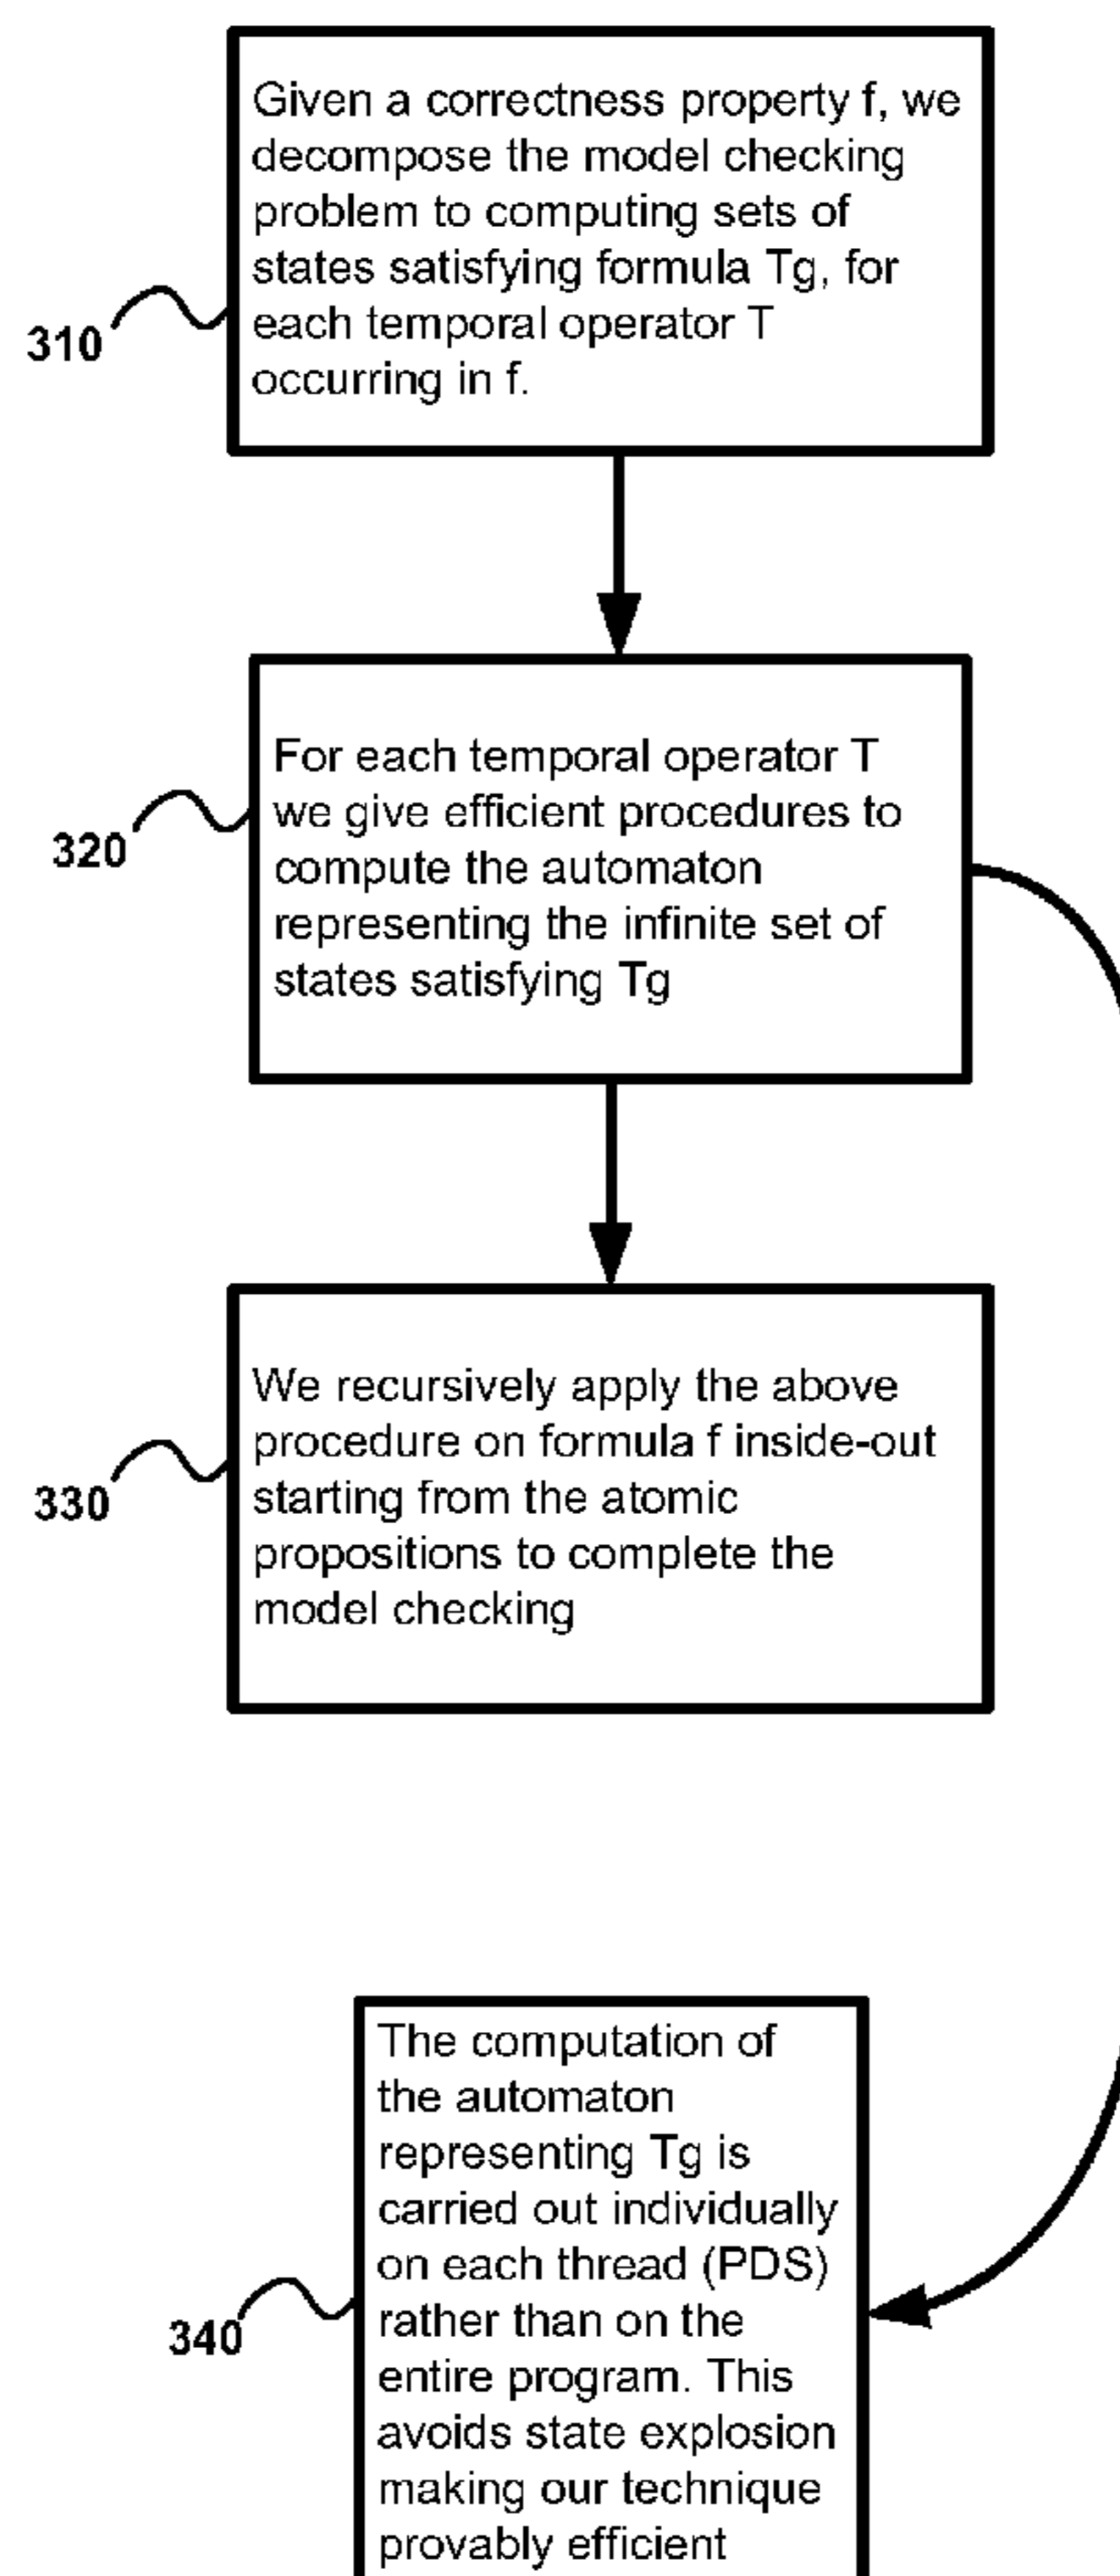 Given a correctness property f, we
decompose the model checking
problem to computing sets of
states satisfying formula Tg, for
each temporal operator T
occurring in f.
310
For each temporal operator T
we give efficient procedures to
compute the automaton
representing the infinite set of
states satisfying Tg
320
We recursively apply the above
procedure on formula f inside-out
starting from the atomic
propositions to complete the
model checking
330
The computation of
the automaton
representing Tg is
carried out individually
on each thread (PDS)
rather than on the
entire program. This
avoids state explosion
making our technique
provably efficient
340